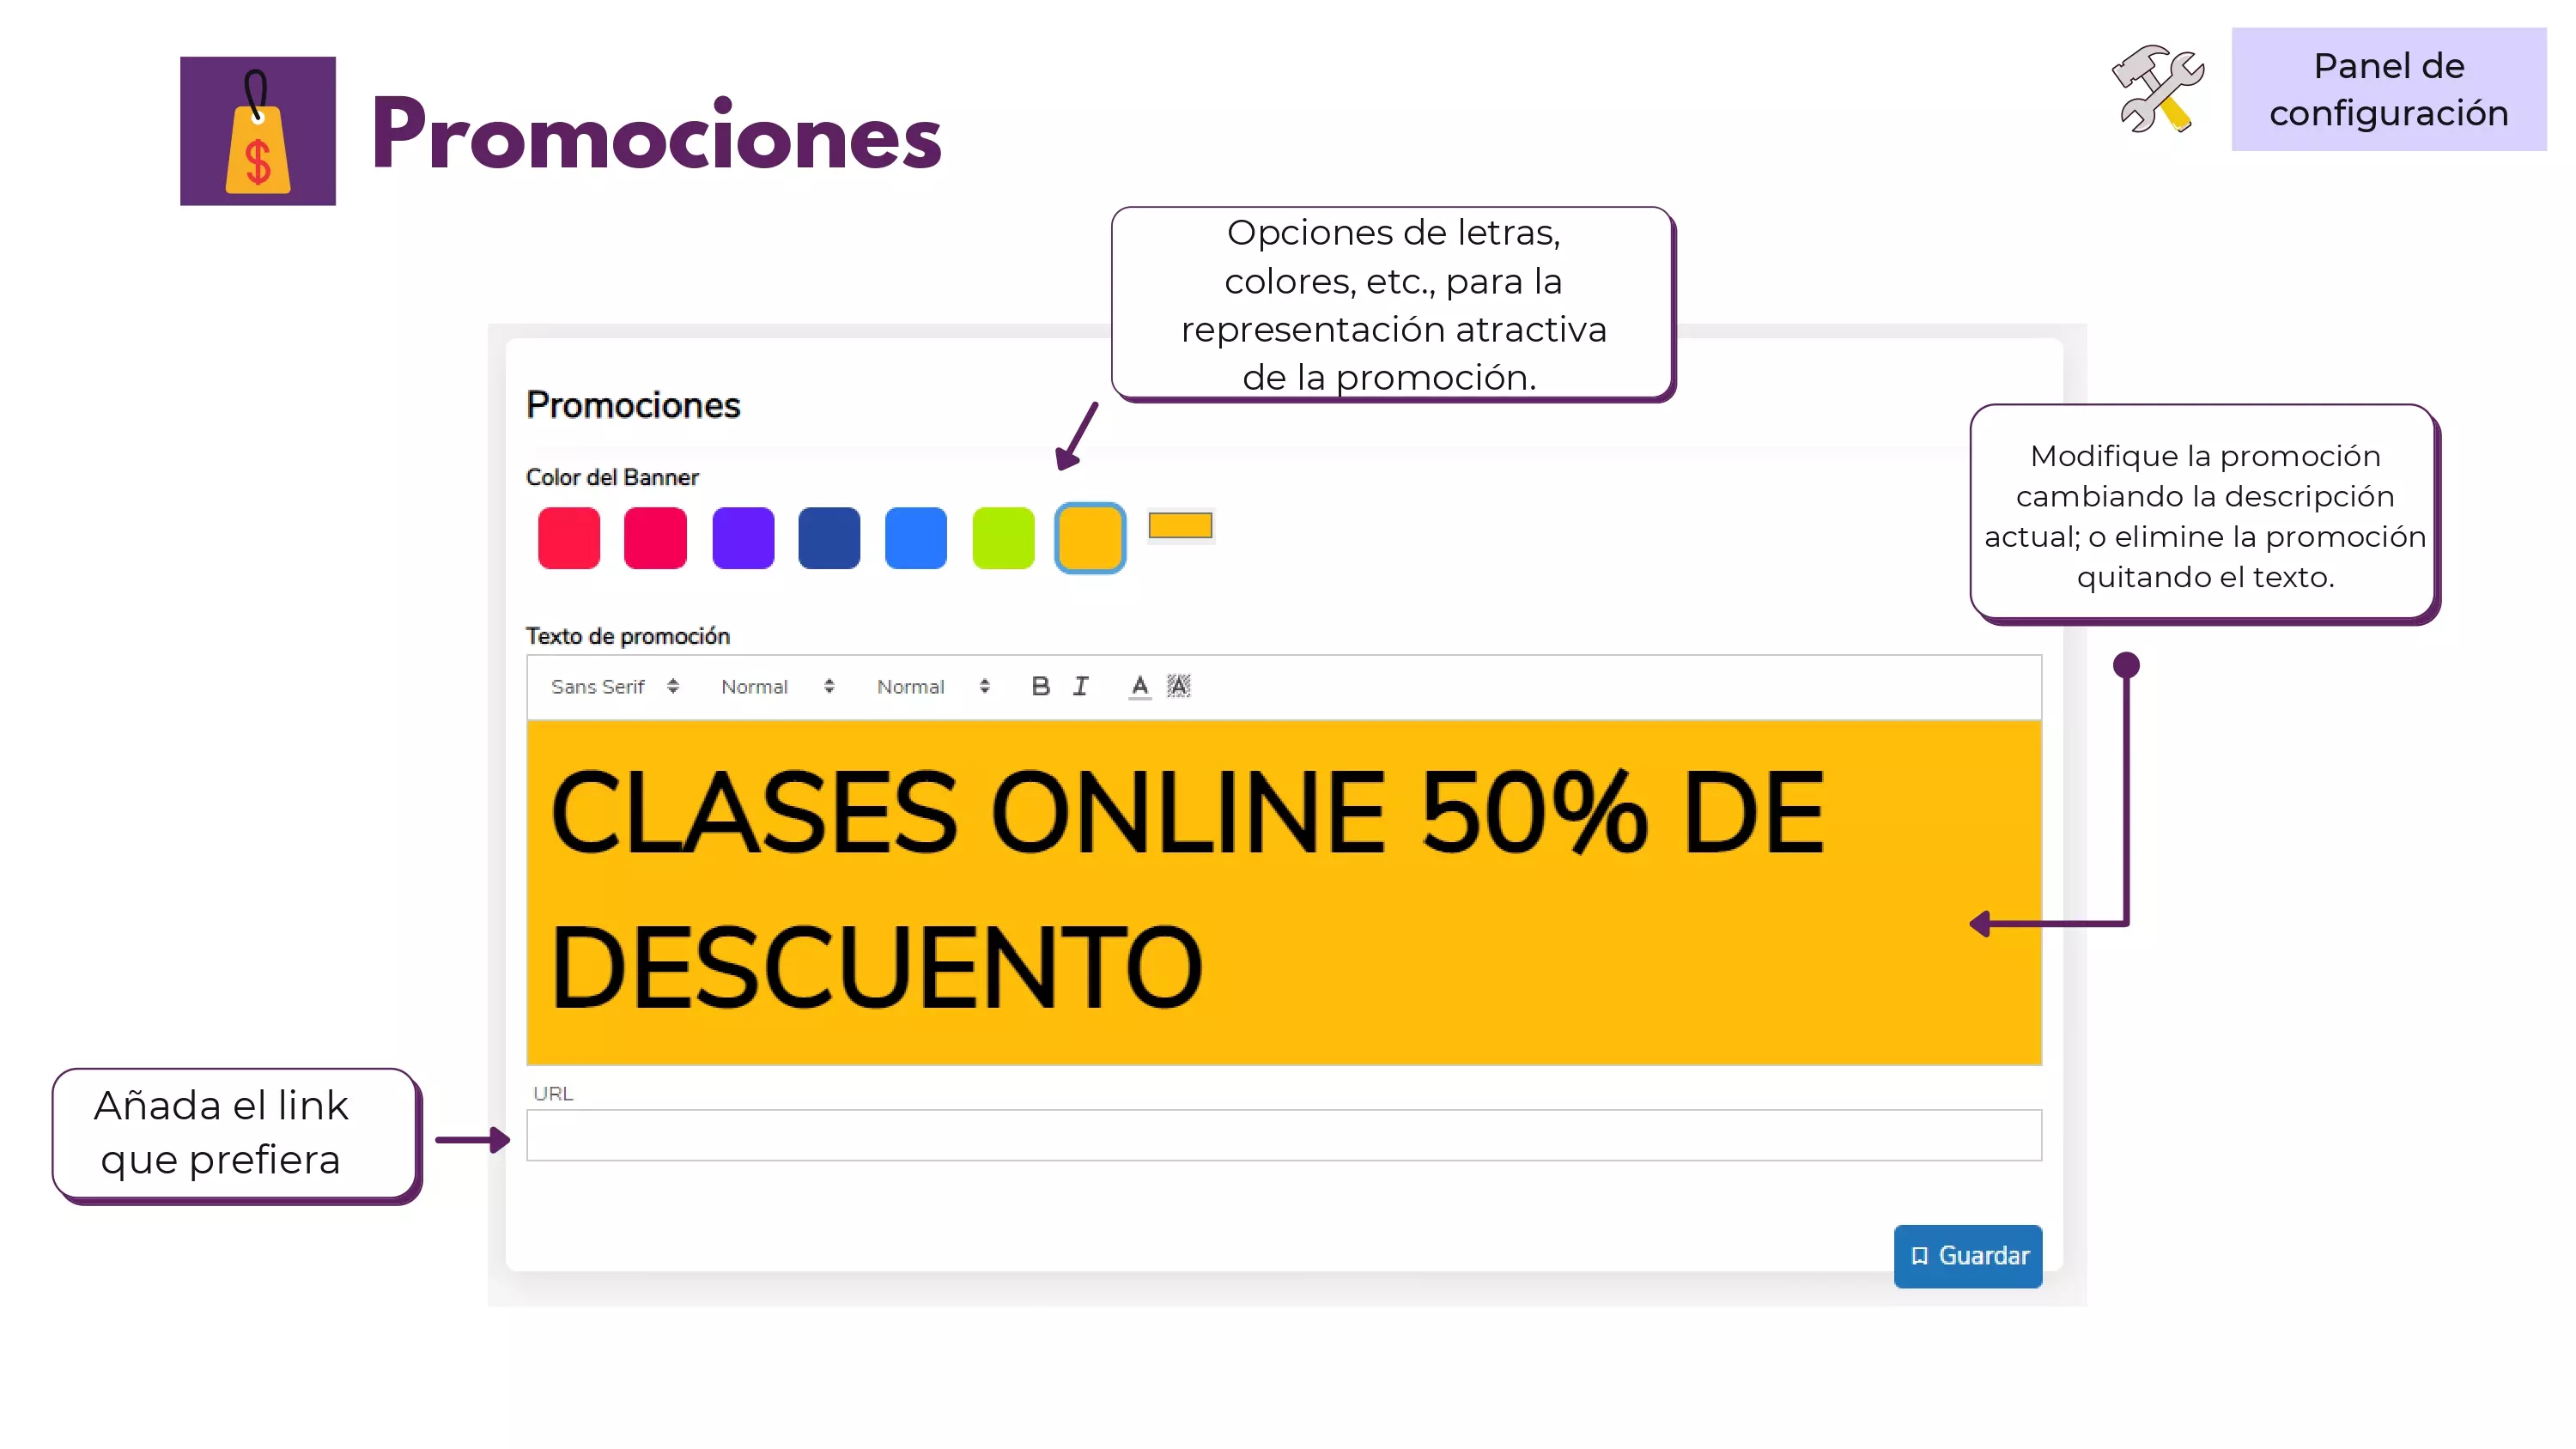 Promociones
Panel de
configuración
Opciones de letras,
colores, etc., para la
representación atractiva
de la promoción.
Promociones
Color del Banner
Modifique la promoción
cambiando la descripción
actual; o elimine la promoción
quitando el texto.
Texto de promoción
Sans Serif Normal Normal B I A A
CLASES ONLINE 50% DE
DESCUENTO
URL
Añada el link
que prefiera
Guardar